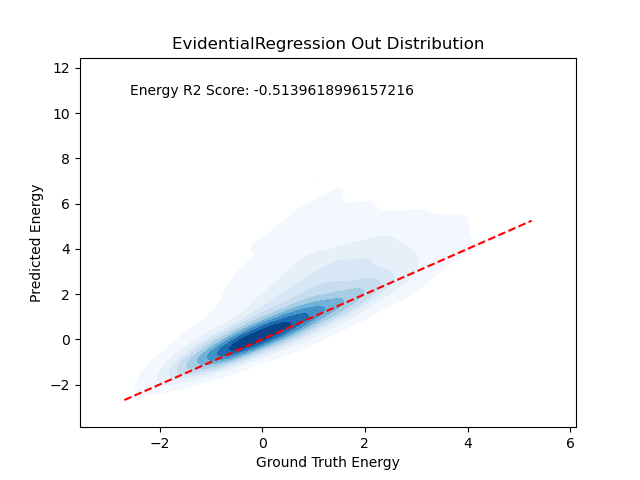 EvidentialRegression Out Distribution
Energy R2 Score: -0.5139618996157216
12
10
8
6
4
2
0
−2
Predicted Energy
−2 0 2 4 6
Ground Truth Energy